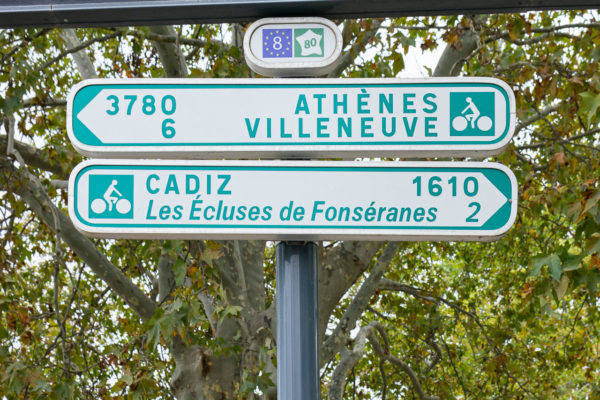 8 80
3780 ATHÈNES
6 VILLENEUVE
CADIZ 1610
Les Écluses de Fonséranes 2